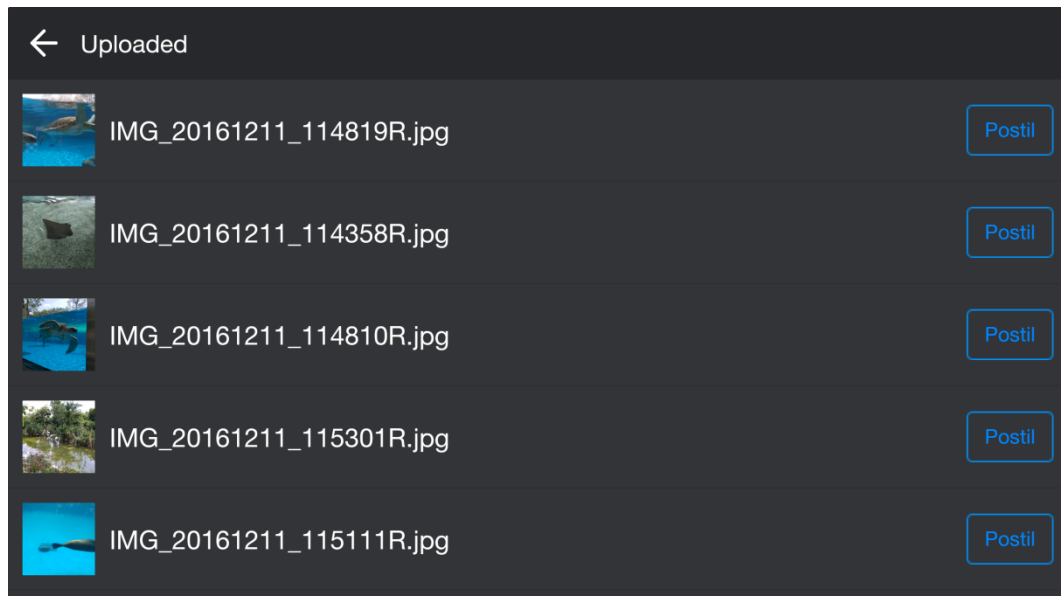 Uploaded
IMG_20161211_114819R.jpg Postil
IMG_20161211_114358R.jpg Postil
IMG_20161211_114810R.jpg Postil
IMG_20161211_115301R.jpg Postil
IMG_20161211_115111R.jpg Postil